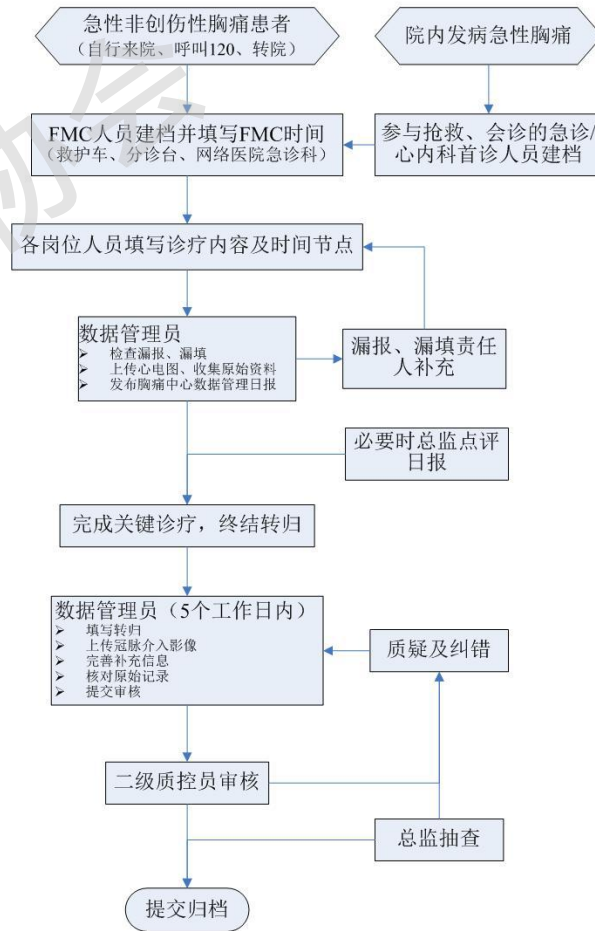 急性非创伤性胸痛患者
（自行来院、呼叫120、转院）
院内发病急性胸痛
FMC人员建档并填写FMC时间
（救护车、分诊台、网络医院急诊科）
参与抢救、会诊的急诊/
心内科首诊人员建档
各岗位人员填写诊疗内容及时间节点
数据管理员
➢ 检查漏报、漏填
➢ 上传心电图、收集原始资料
➢ 发布胸痛中心数据管理日报
漏报、漏填责任
人补充
必要时总监点评
日报
完成关键诊疗，终结转归
数据管理员（5个工作日内）
➢ 填写转归
➢ 上传冠脉介入影像
➢ 完善补充信息
➢ 核对原始记录
➢ 提交审核
质疑及纠错
二级质控员审核
总监抽查
提交归档
协会